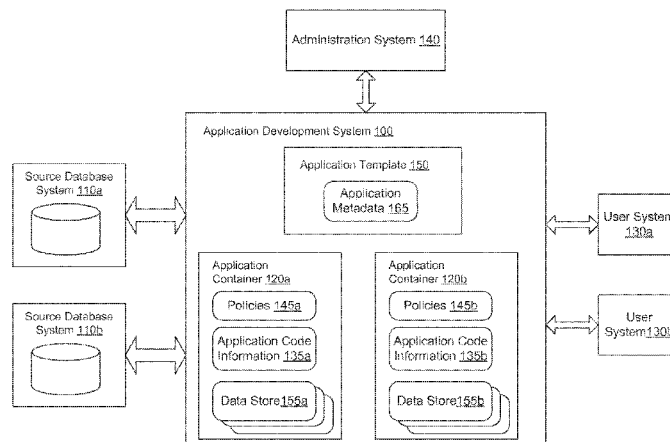 Administration System 140
Application Development System 100
Application Template 150
Application
Metadata 165
Source Database
System 110a
Source Database
System 110b
User System
130a
User
System130b
Application
Container 120a
Policies 145a
Application Code
Information 135a
Data Store155a
Application
Container 120b
Policies 145b
Application Code
Information 135b
Data Store155b